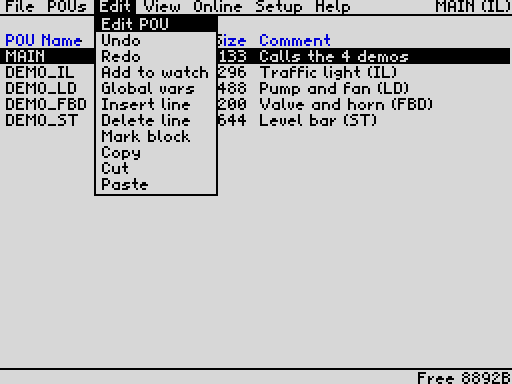 File POUs Edit View Online Setup Help MAIN (IL)
Edit POU
POU Name Undo Size Comment
MAIN Redo 133 Calls the 4 demos
DEMO_IL Add to watch 296 Traffic light (IL)
DEMO_LD Global vars 488 Pump and fan (LD)
DEMO_FBD Insert line 200 Valve and horn (FBD)
DEMO_ST Delete line 644 Level bar (ST)
Mark block
Copy
Cut
Paste
Free 8892B